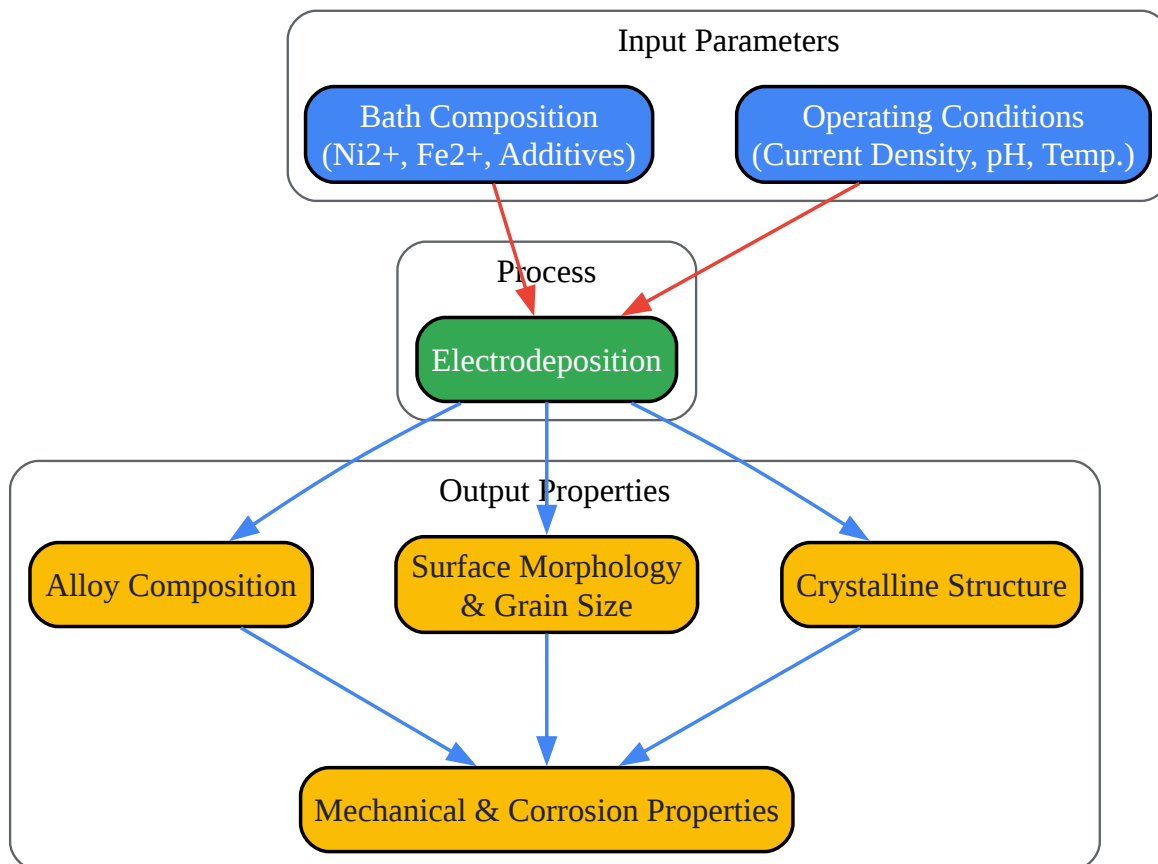 Input Parameters
Bath Composition
(Ni2+, Fe2+, Additives)
Operating Conditions
(Current Density, pH, Temp.)
Process
Electrodeposition
Output Properties
Alloy Composition
Surface Morphology
& Grain Size
Crystalline Structure
Mechanical & Corrosion Properties